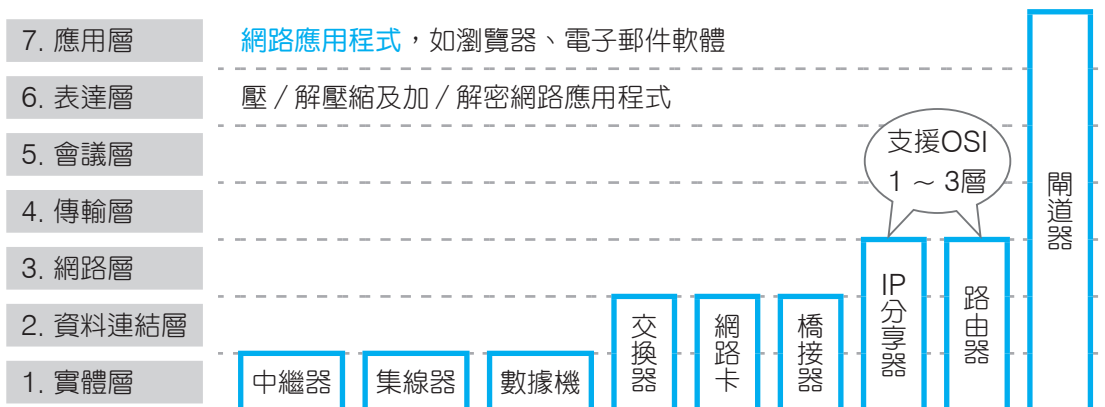 7. 應用層
網路應用程式，如瀏覽器、電子郵件軟體
6. 表達層
壓/解壓縮及加/解密網路應用程式
5. 會議層
支援OSI
1 ～ 3層
4. 傳輸層
3. 網路層
2. 資料連結層
1. 實體層
中繼器
集線器
數據機
交換器
網路卡
橋接器
IP分享器
路由器
閘道器